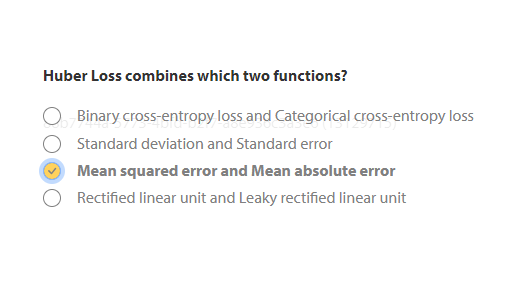 Huber Loss combines which two functions?
Binary cross-entropy loss and Categorical cross-entropy loss
Standard deviation and Standard error
Mean squared error and Mean absolute error
Rectified linear unit and Leaky rectified linear unit